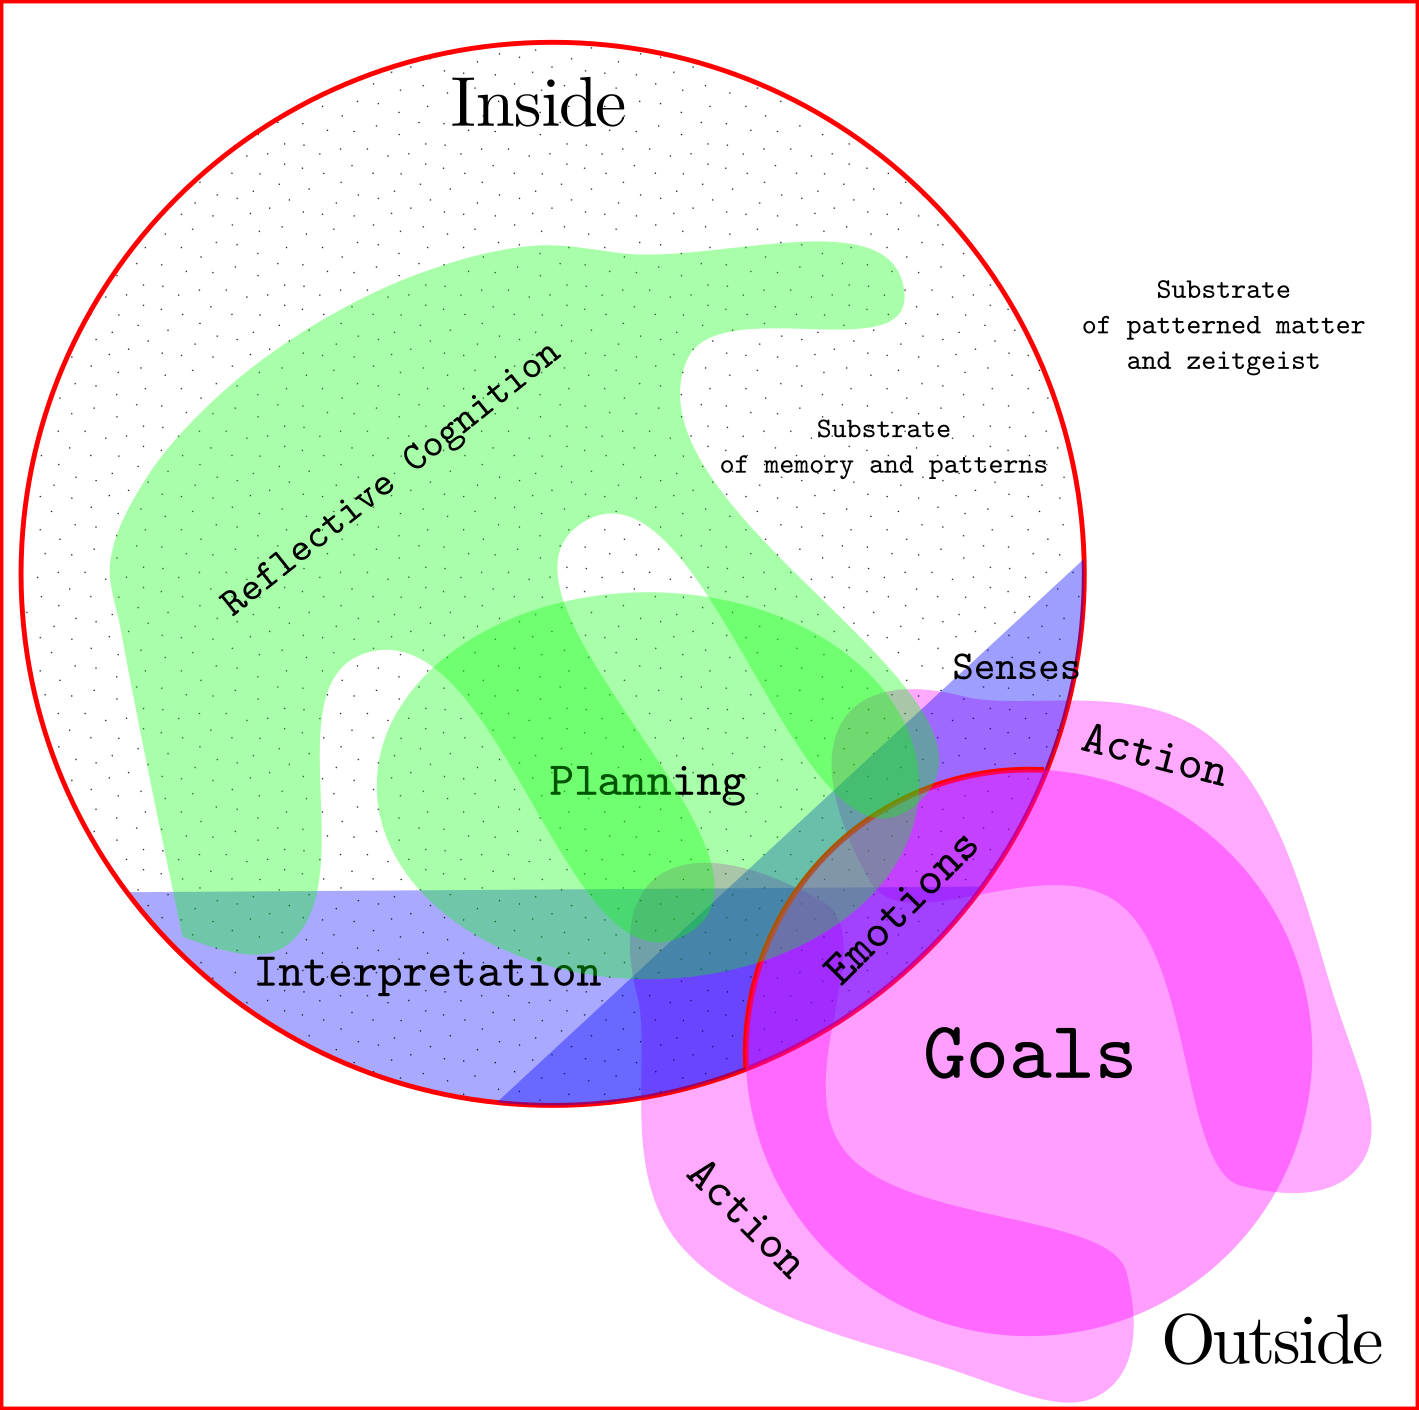 Inside
Substrate
of patterned matter
and zeitgeist
Reflective Cognition
Substrate
of memory and patterns
Senses
Action
Planning
Emotions
Interpretation
Goals
Action
Outside